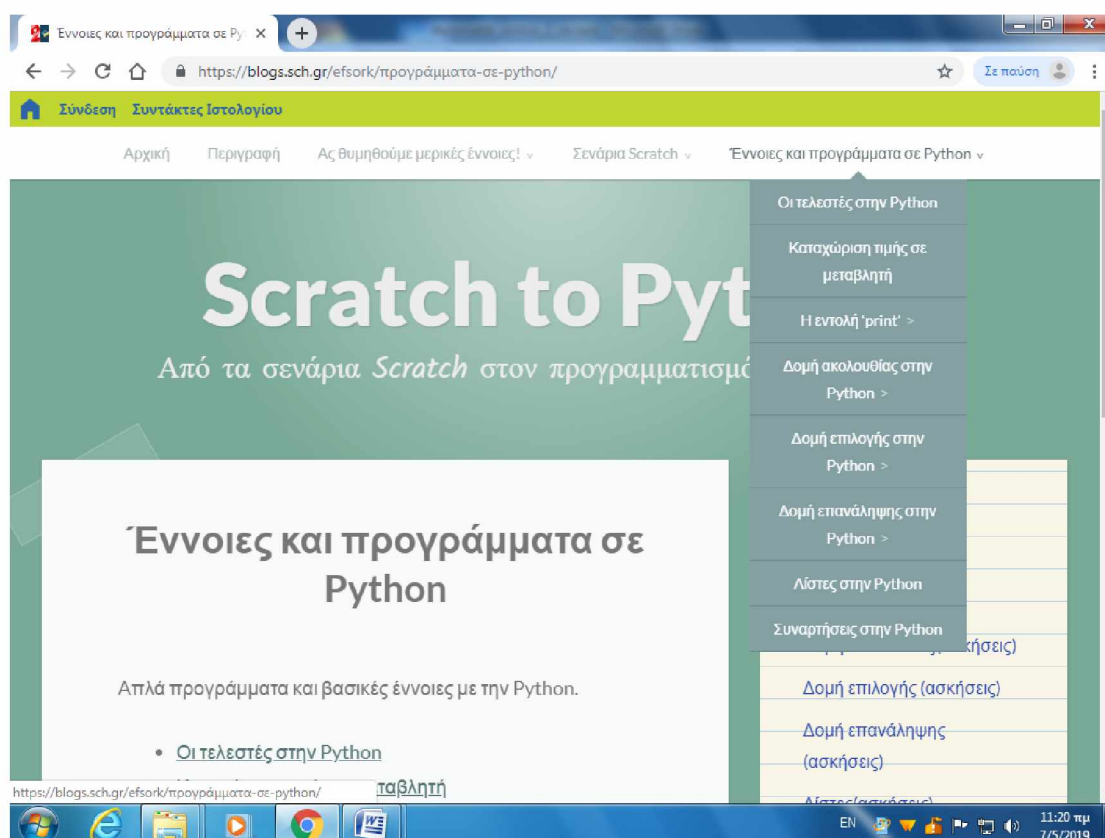 Έννοιες και προγράμματα σε Py
https://blogs.sch.gr/efsork/προγράμματα-σε-python/
Σε παύση
Σύνδεση Συντάκτες Ιστολογίου
Αρχική Περιγραφή Ας θυμηθούμε μερικές έννοιες! Σενάρια Scratch Έννοιες και προγράμματα σε Python
Οι τελεστές στην Python
Καταχώριση τιμής σε
μεταβλητή
Η εντολή 'print' >
Δομή ακολουθίας στην
Python >
Δομή επιλογής στην
Python >
Δομή επανάληψης στην
Python >
Λίστες στην Python
Συναρτήσεις στην Python
Scratch to Pyt
Από τα σενάρια Scratch στον προγραμματισμό
Έννοιες και προγράμματα σε
Python
Απλά προγράμματα και βασικές έννοιες με την Python.
• Οι τελεστές στην Python
ταβλητή
κήσεις)
Δομή επιλογής (ασκήσεις)
Δομή επανάληψης
(ασκήσεις)
Λίστες(ασκήσεις)
https://blogs.sch.gr/efsork/προγράμματα-σε-python/
EN
11:20 πμ
7/5/2019